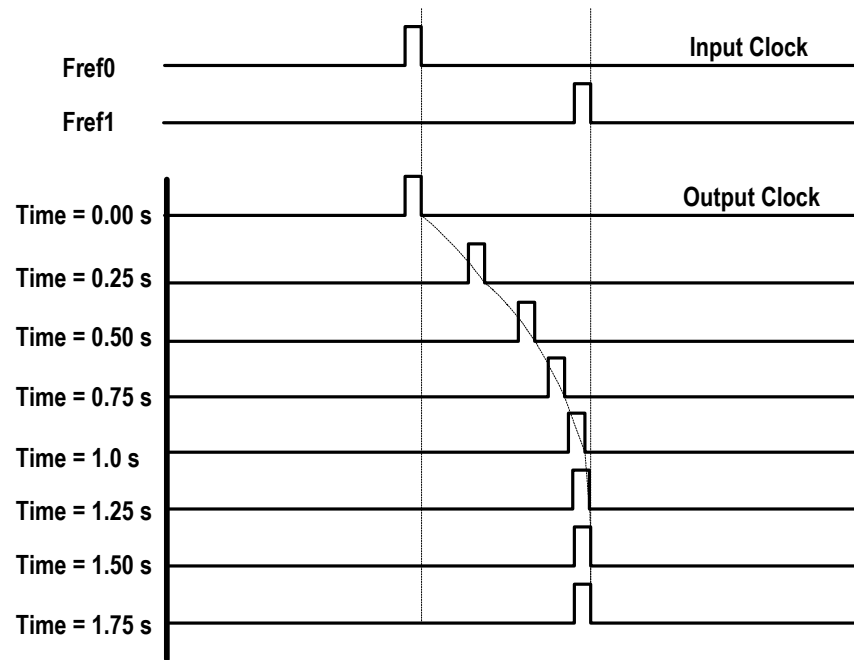 Fref0
Input Clock
Fref1
Output Clock
Time = 0.00 s
Time = 0.25 s
Time = 0.50 s
Time = 0.75 s
Time = 1.0 s
Time = 1.25 s
Time = 1.50 s
Time = 1.75 s